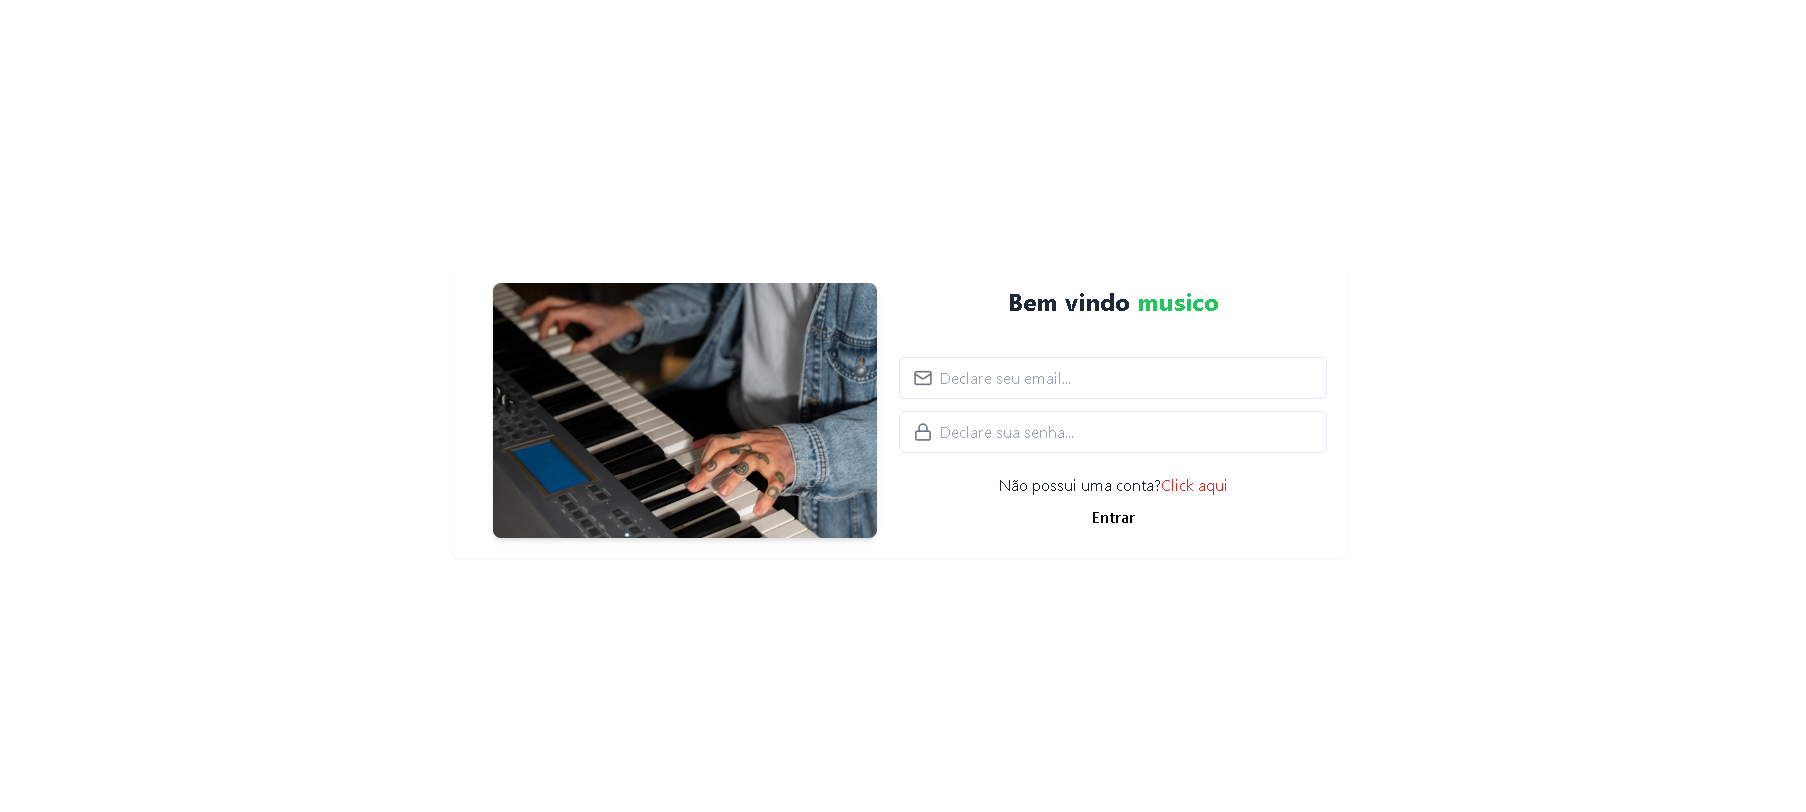 Bem vindo musico
Declare seu email...
Declare sua senha...
Não possui uma conta?Click aqui
Entrar